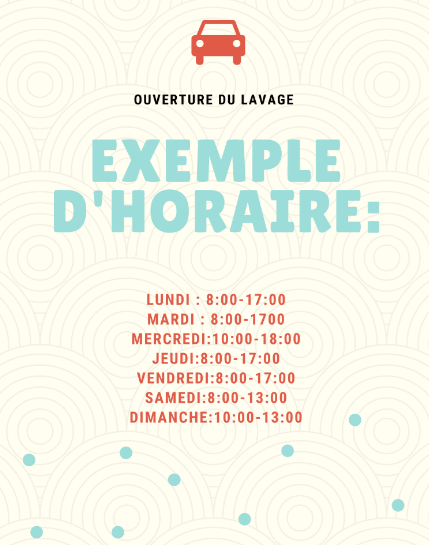 OUVERTURE DU LAVAGE
EXEMPLE
D'HORAIRE:
LUNDI : 8:00-17:00
MARDI : 8:00-1700
MERCREDI:10:00-18:00
JEUDI:8:00-17:00
VENDREDI:8:00-17:00
SAMEDI:8:00-13:00
DIMANCHE:10:00-13:00